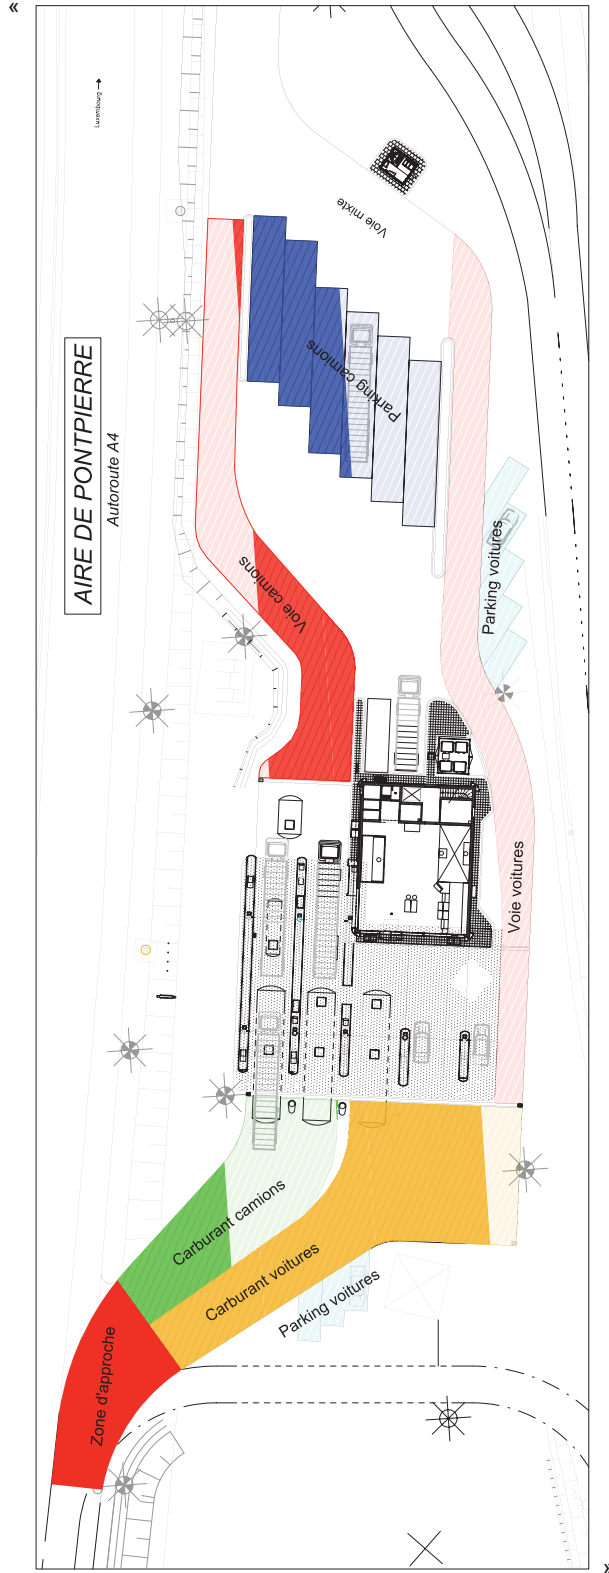 «
Luxembourg
Voie mixte
AIRE DE PONTPIERRE
Autoroute A4
Parking camions
Parking voitures
Voie camions
Voie voitures
Carburant camions
Carburant voitures
Parking voitures
Zone d'approche
»